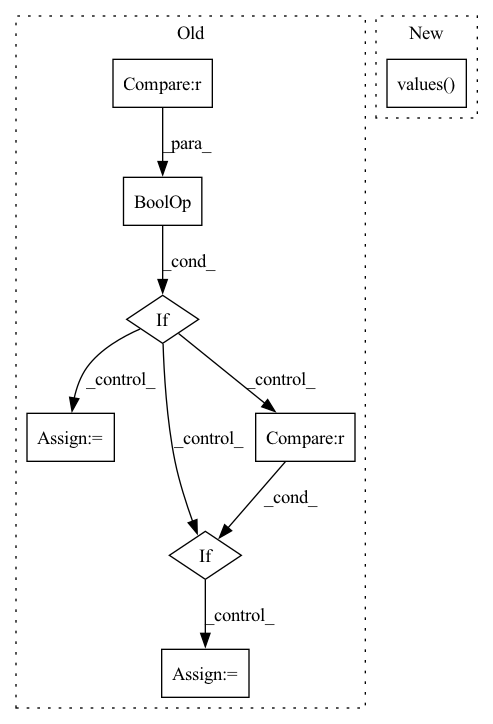 Old
New
Compare:r
values()
_para_
BoolOp
_cond_
If
_control_
_control_
_control_
Assign:=
Compare:r
_cond_
If
_control_
Assign:=